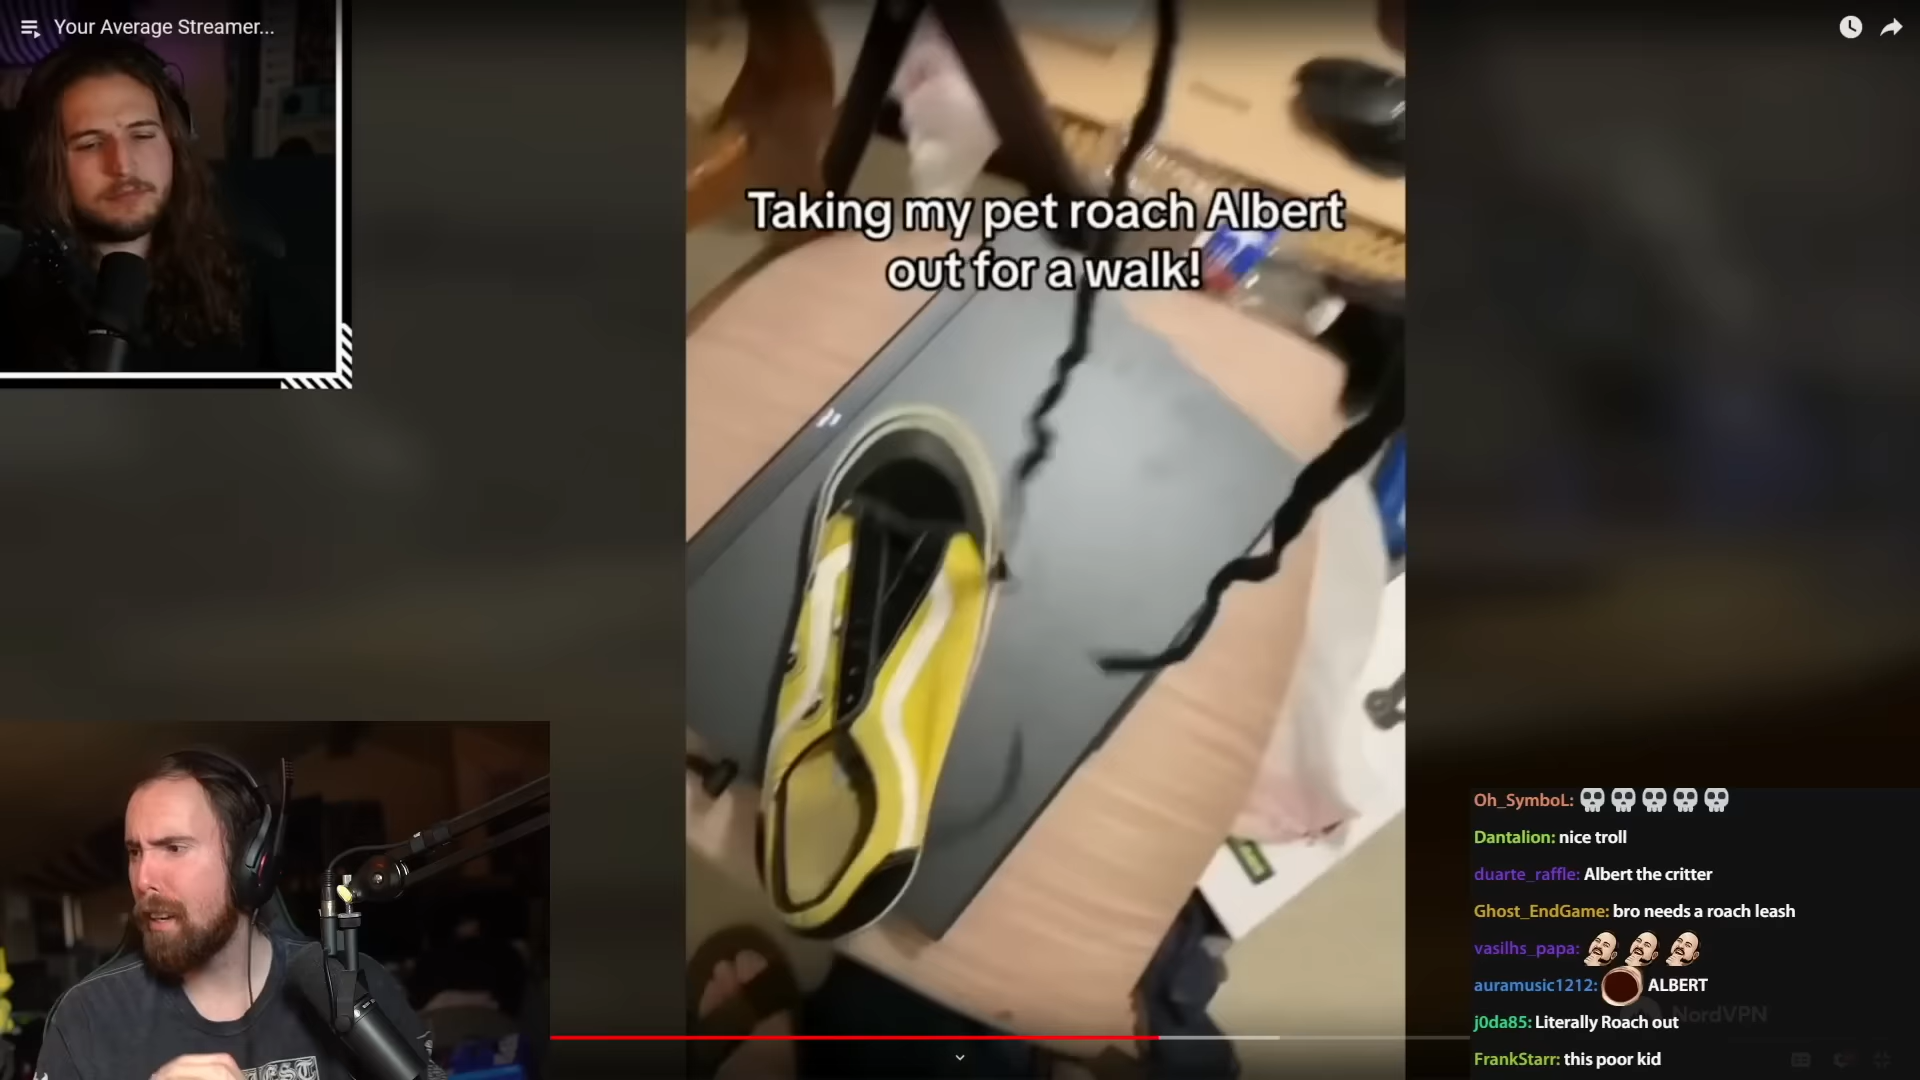 Your Average Streamer...
Taking my pet roach Albert
out for a walk!
Oh_SymboL:
Dantalion: nice troll
duarte_raffle: Albert the critter
Ghost_EndGame: bro needs a roach leash
vasilhs_papa:
auramusic1212: ALBERT
NordVPN
j0da85: Literally Roach out
FrankStarr: this poor kid